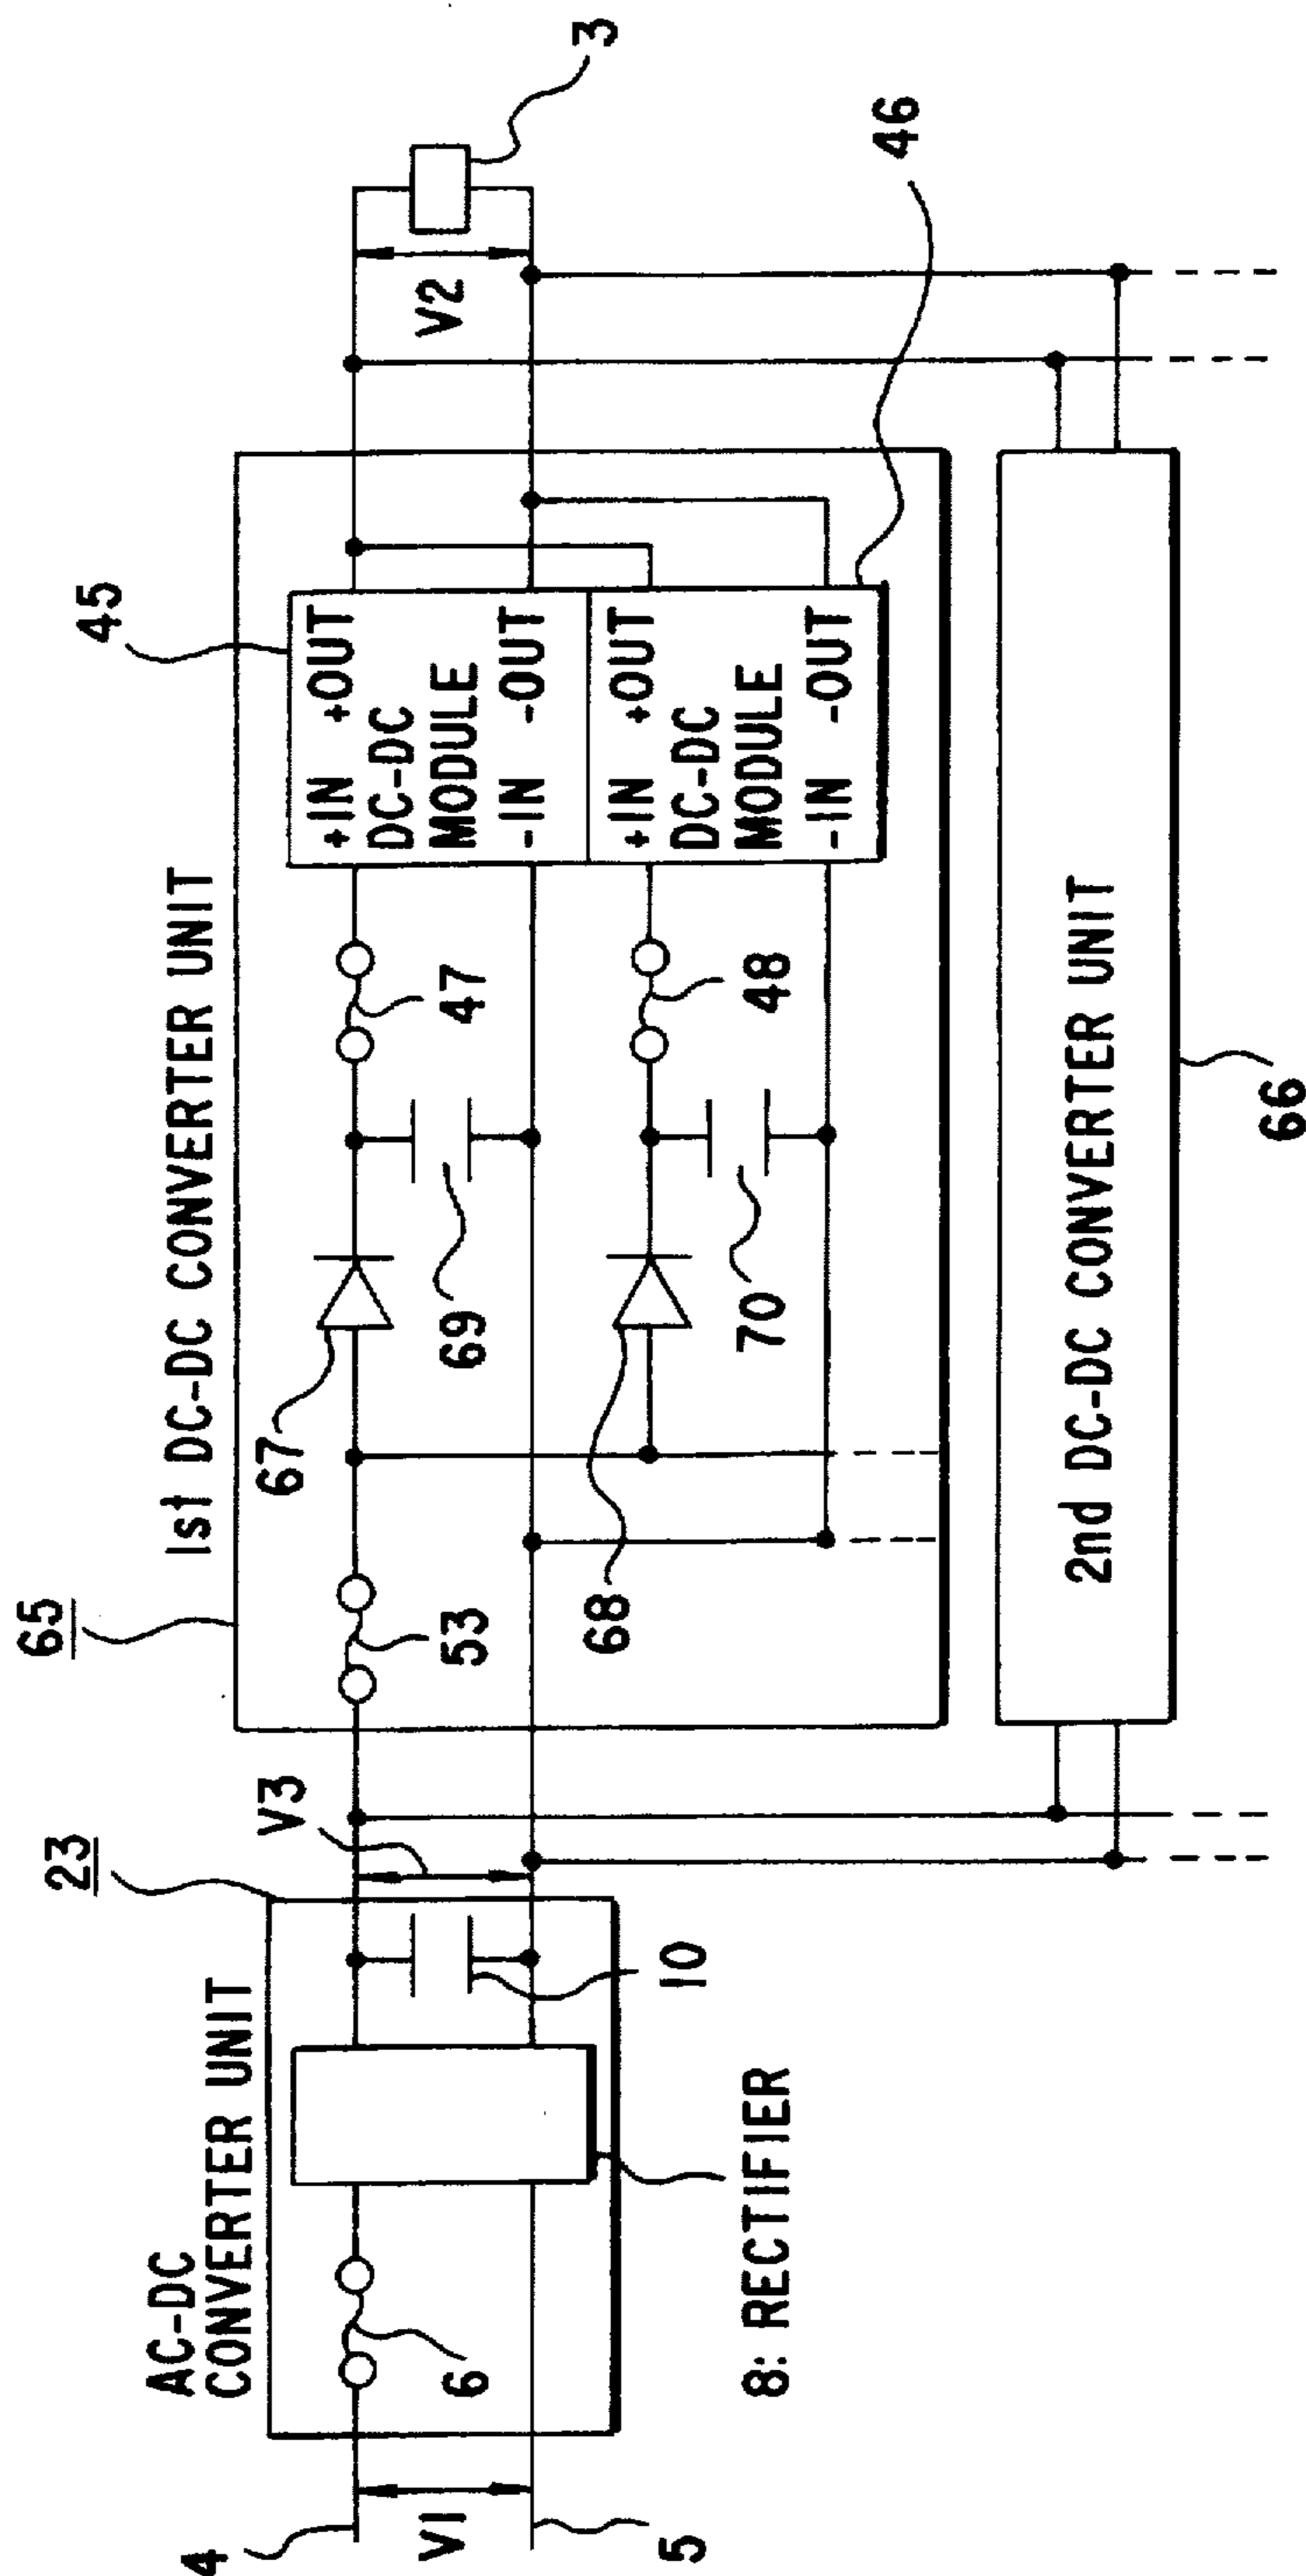 AC-DC
CONVERTER UNIT
23
4
V1
5
6
8: RECTIFIER
10
V3
65
1st DC-DC CONVERTER UNIT
53
67
69
47
45
+IN +OUT
DC-DC
MODULE
-IN -OUT
68
70
48
+IN +OUT
DC-DC
MODULE
-IN -OUT
46
V2
3
2nd DC-DC CONVERTER UNIT
66